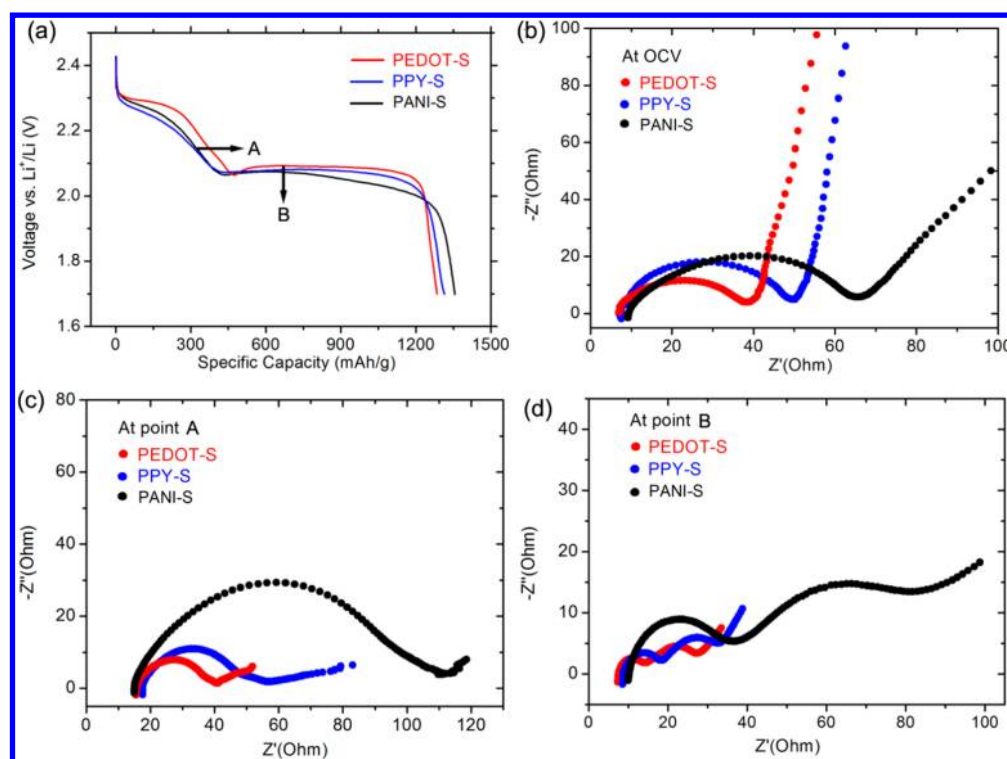 (a)
2.4
2.2
2.0
1.8
1.6
Voltage vs. Li⁺/Li (V)
PEDOT-S
PPY-S
PANI-S
A
B
0 300 600 900 1200 1500
Specific Capacity (mAh/g)
(b)
100
80
60
40
20
0
-Z''(Ohm)
At OCV
PEDOT-S
PPY-S
PANI-S
0 20 40 60 80 100
Z'(Ohm)
(c)
80
60
40
20
0
-Z''(Ohm)
At point A
PEDOT-S
PPY-S
PANI-S
0 20 40 60 80 100 120 140
Z'(Ohm)
(d)
40
30
20
10
0
-Z''(Ohm)
At point B
PEDOT-S
PPY-S
PANI-S
0 20 40 60 80 100
Z'(Ohm)